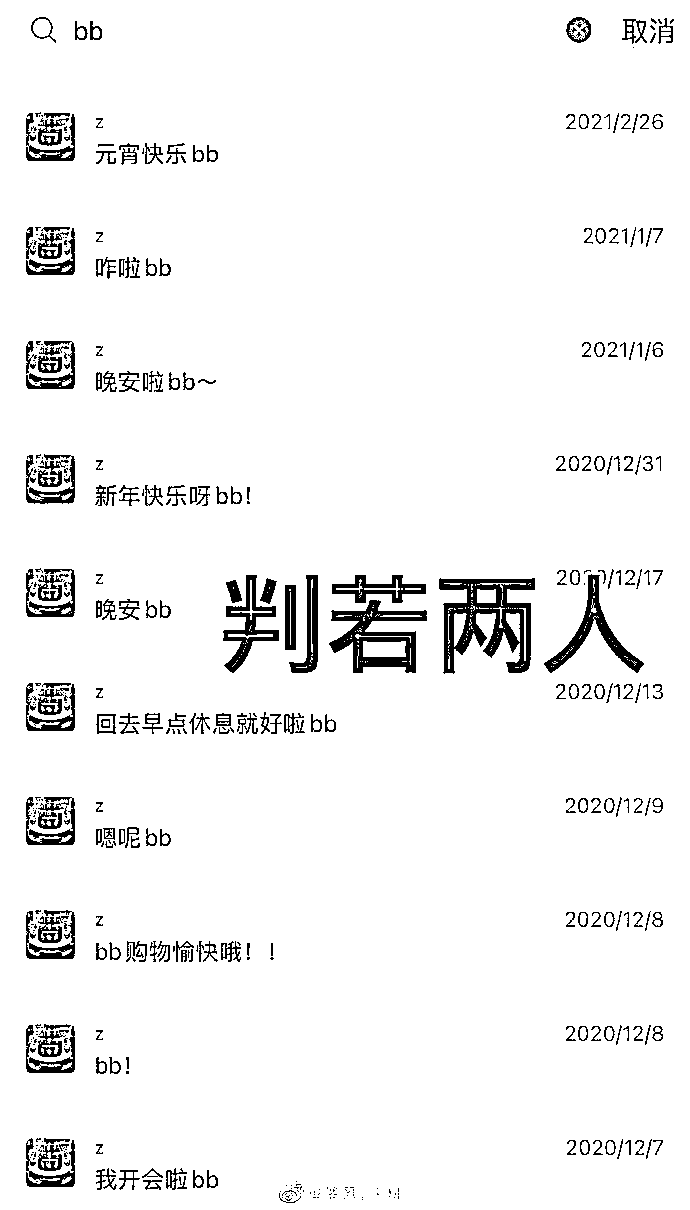 bb 取消
z 2021/2/26
元宵快乐bb
z 2021/1/7
咋啦bb
z 2021/1/6
晚安啦bb～
z 2020/12/31
新年快乐呀bb!
z 2020/12/17
晚安bb
判若两人
z 2020/12/13
回去早点休息就好啦bb
z 2020/12/9
嗯呢bb
z 2020/12/8
bb购物愉快哦！！
z 2020/12/8
bb!
z 2020/12/7
我开会啦bb